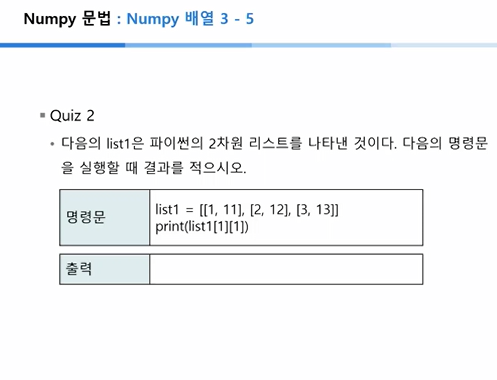 Numpy 문법 : Numpy 배열 3 - 5
Quiz 2
다음의 list1은 파이썬의 2차원 리스트를 나타낸 것이다. 다음의 명령문
을 실행할 때 결과를 적으시오.
명령문
list1 = [[1, 11], [2, 12], [3, 13]]
print(list1[1][1])
출력